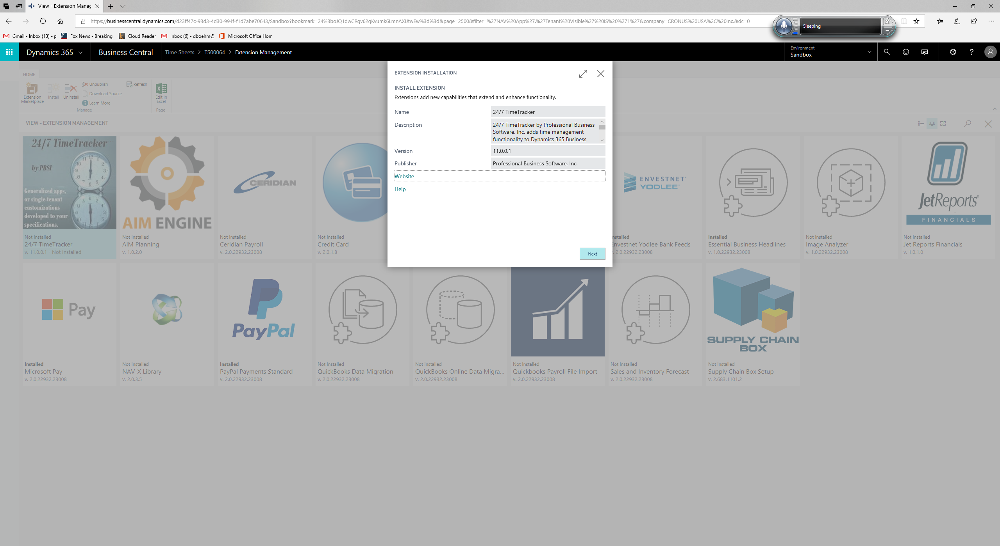 View - Extension Manag
https://businesscentral.dynamics.com/d23ff47c-93d3-4d30-994f-f1d7abe70643/Sandbox?bookmark=24%3boJQ1dwCRgv62gKvumk6LmnAXIJtwEw%3d%3d&page=2500&filter=%27NAV%20App%27.%27Tenant%20Visible%27%20IS%20%271%27&company=CRONUS%20USA%2C%20Inc.&dc=0
Sleeping
Gmail - Inbox (13) - p
Fox News - Breaking
Cloud Reader
Inbox (6) - dboehm@
Microsoft Office Hom
Dynamics 365
Business Central
Time Sheets > TS00064 > Extension Management
Environment
Sandbox
HOME
Extension Marketplace
Install
Uninstall
Unpublish
Download Source
Learn More
Refresh
Edit In Excel
Manage
Page
VIEW - EXTENSION MANAGEMENT
EXTENSION INSTALLATION
INSTALL EXTENSION
Extensions add new capabilities that extend and enhance functionality.
Name
24/7 TimeTracker
Description
24/7 TimeTracker by Professional Business
Software, Inc. adds time management
functionality to Dynamics 365 Business
Version
11.0.0.1
Publisher
Professional Business Software, Inc.
Website
Help
Next
24/7 TimeTracker
by PBSI
Generalized apps,
or single-tenant
customizations
developed to your
specifications.
Not Installed
24/7 TimeTracker
v. 11.0.0.1 - Not Installed
AIM ENGINE
Not Installed
AIM Planning
v. 1.0.2.0
CERIDIAN
Not Installed
Ceridian Payroll
v. 2.0.22932.23008
Not Installed
Credit Card
v. 2.0.1.8
ENVESTNET
YODLEE
nstalled
Envestnet Yodlee Bank Feeds
v. 2.0.22932.23008
Installed
Essential Business Headlines
v. 1.0.22932.23008
Not Installed
Image Analyzer
v. 1.0.22932.23008
JetReports
FINANCIALS
Not Installed
Jet Reports Financials
v. 1.0.1.0
Pay
Installed
Microsoft Pay
v. 2.0.22932.23008
Not Installed
NAV-X Library
v. 2.0.3.5
PayPal
Installed
PayPal Payments Standard
v. 2.0.22932.23008
Not Installed
QuickBooks Data Migration
v. 2.0.22932.23008
Not Installed
QuickBooks Online Data Migra...
v. 2.0.22932.23008
Not Installed
Quickbooks Payroll File Import
v. 2.0.22932.23008
Not Installed
Sales and Inventory Forecast
v. 2.0.22932.23008
SUPPLY CHAIN
BOX
Not Installed
Supply Chain Box Setup
v. 2.683.1101.2